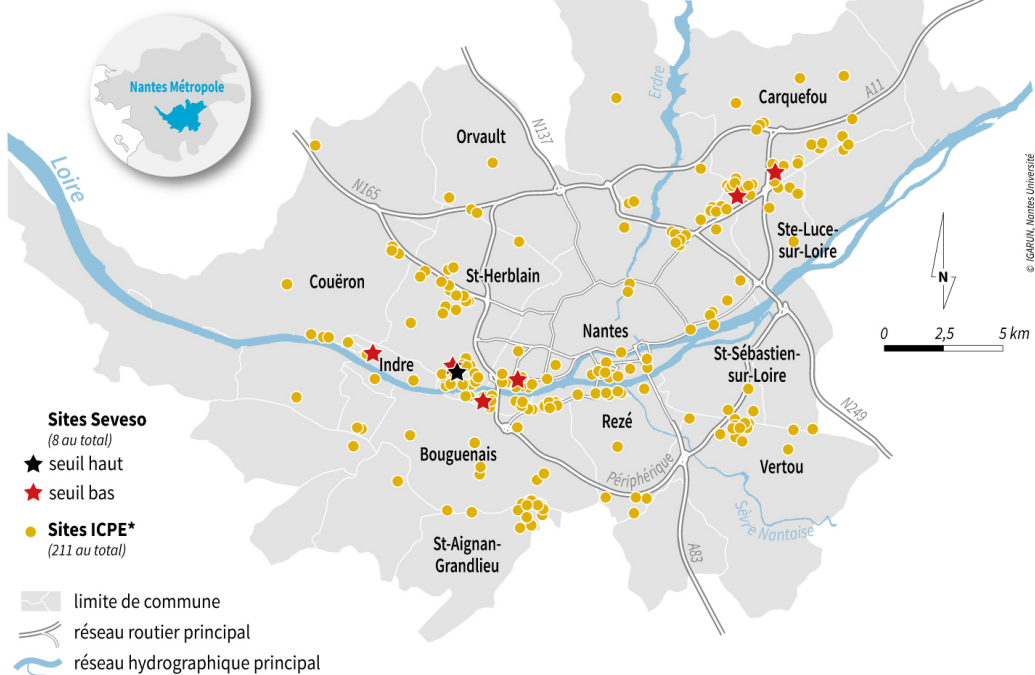 Nantes Métropole
Loire
Erdre
N137
A11
N165
Orvault
Carquefou
Ste-Luce-
sur-Loire
Couëron
St-Herblain
Nantes
Indre
St-Sébastien-
sur-Loire
Rezé
N249
Bouguenais
Périphérique
Vertou
Sèvre Nantaise
St-Aignan-
Grandlieu
A83
© IGARUN, Nantes Université
N
0 2,5 5 km
Sites Seveso
(8 au total)
seuil haut
seuil bas
Sites ICPE*
(211 au total)
limite de commune
réseau routier principal
réseau hydrographique principal